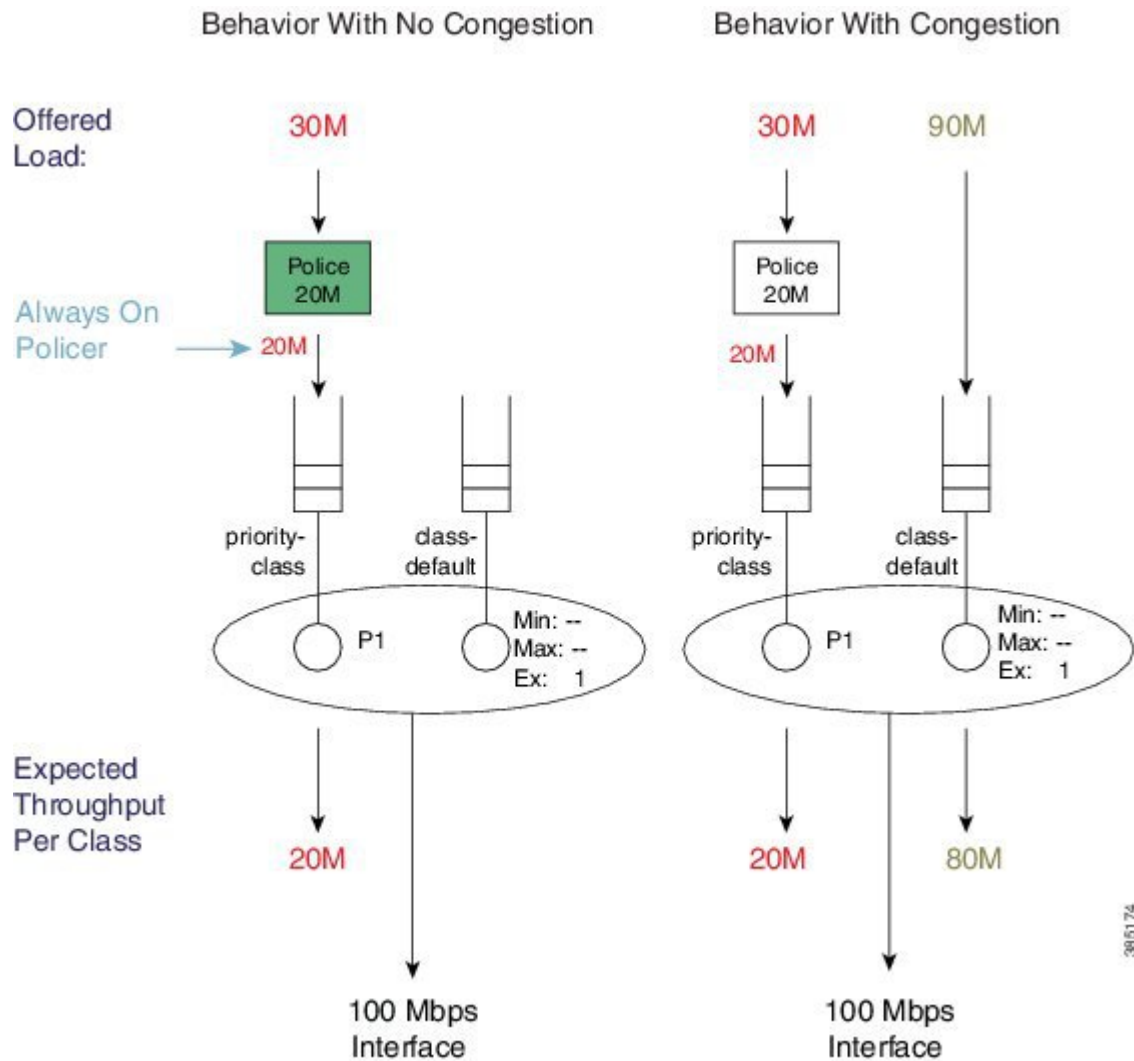 Behavior With No Congestion
Behavior With Congestion
Offered
Load:
30M
30M
90M
Police
20M
Police
20M
Always On
Policer
20M
20M
priority-
class
class-
default
priority-
class
class-
default
P1
Min: --
Max: --
Ex: 1
P1
Min: --
Max: --
Ex: 1
Expected
Throughput
Per Class
20M
20M
80M
100 Mbps
Interface
100 Mbps
Interface
385174